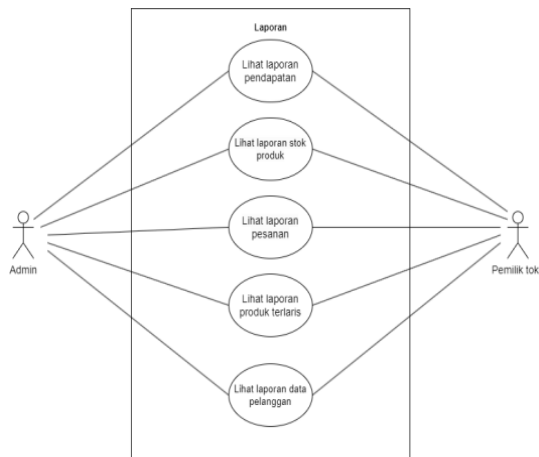 Laporan
Lihat laporan
pendapatan
Lihat laporan stok
produk
Lihat laporan
pesanan
Admin
Pemilik tok
Lihat laporan
produk terlaris
Lihat laporan data
pelanggan